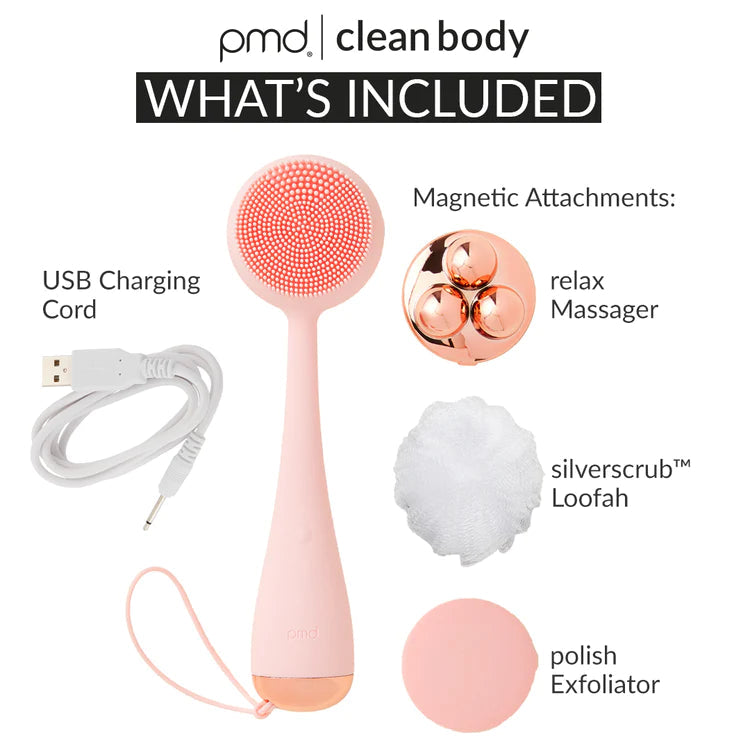 pmd® | clean body
WHAT'S INCLUDED
Magnetic Attachments:
USB Charging
Cord
relax
Massager
silverscrub™
Loofah
pmd
polish
Exfoliator